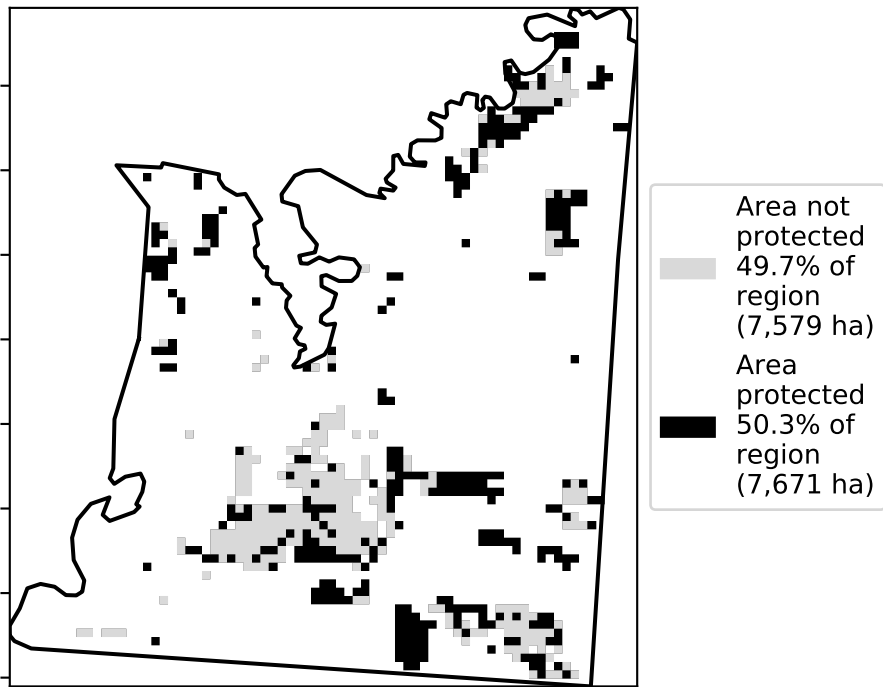 Area not
protected
49.7% of
region
(7,579 ha)
Area
protected
50.3% of
region
(7,671 ha)